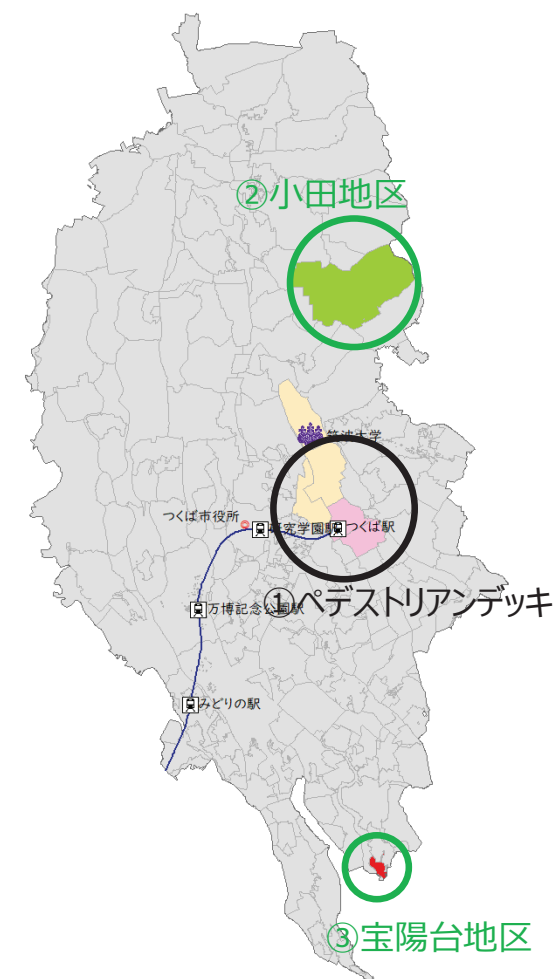 ②小田地区
筑波大学
つくば市役所
研究学園駅
つくば駅
①ペデストリアンデッキ
万博記念公園駅
みどりの駅
③宝陽台地区